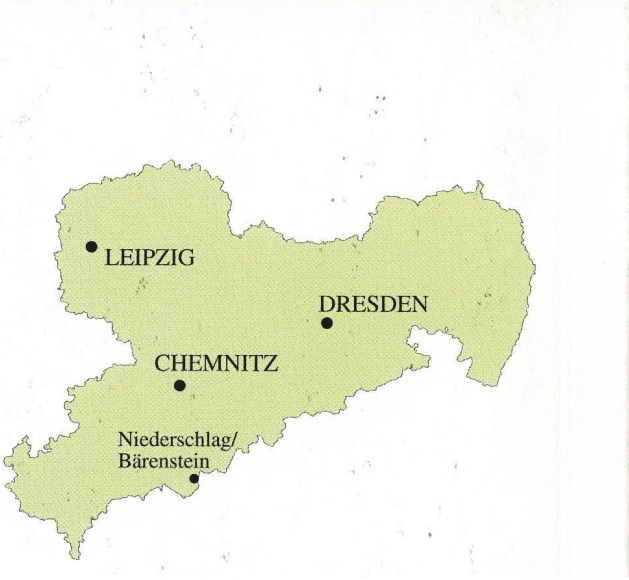 LEIPZIG
DRESDEN
CHEMNITZ
Niederschlag/
Bärenstein